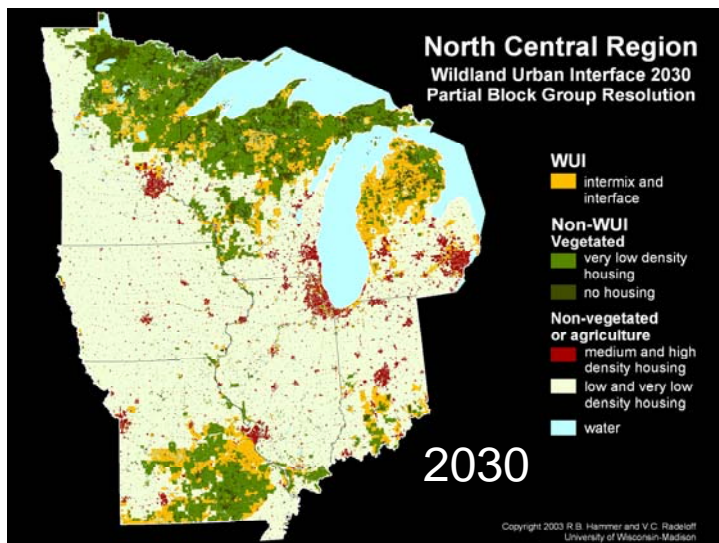 North Central Region
Wildland Urban Interface 2030
Partial Block Group Resolution
WUI
intermix and
interface
Non-WUI
Vegetated
very low density
housing
no housing
Non-vegetated
or agriculture
medium and high
density housing
low and very low
density housing
water
2030
Copyright 2003 R.B. Hammer and V.C. Radeloff
University of Wisconsin-Madison